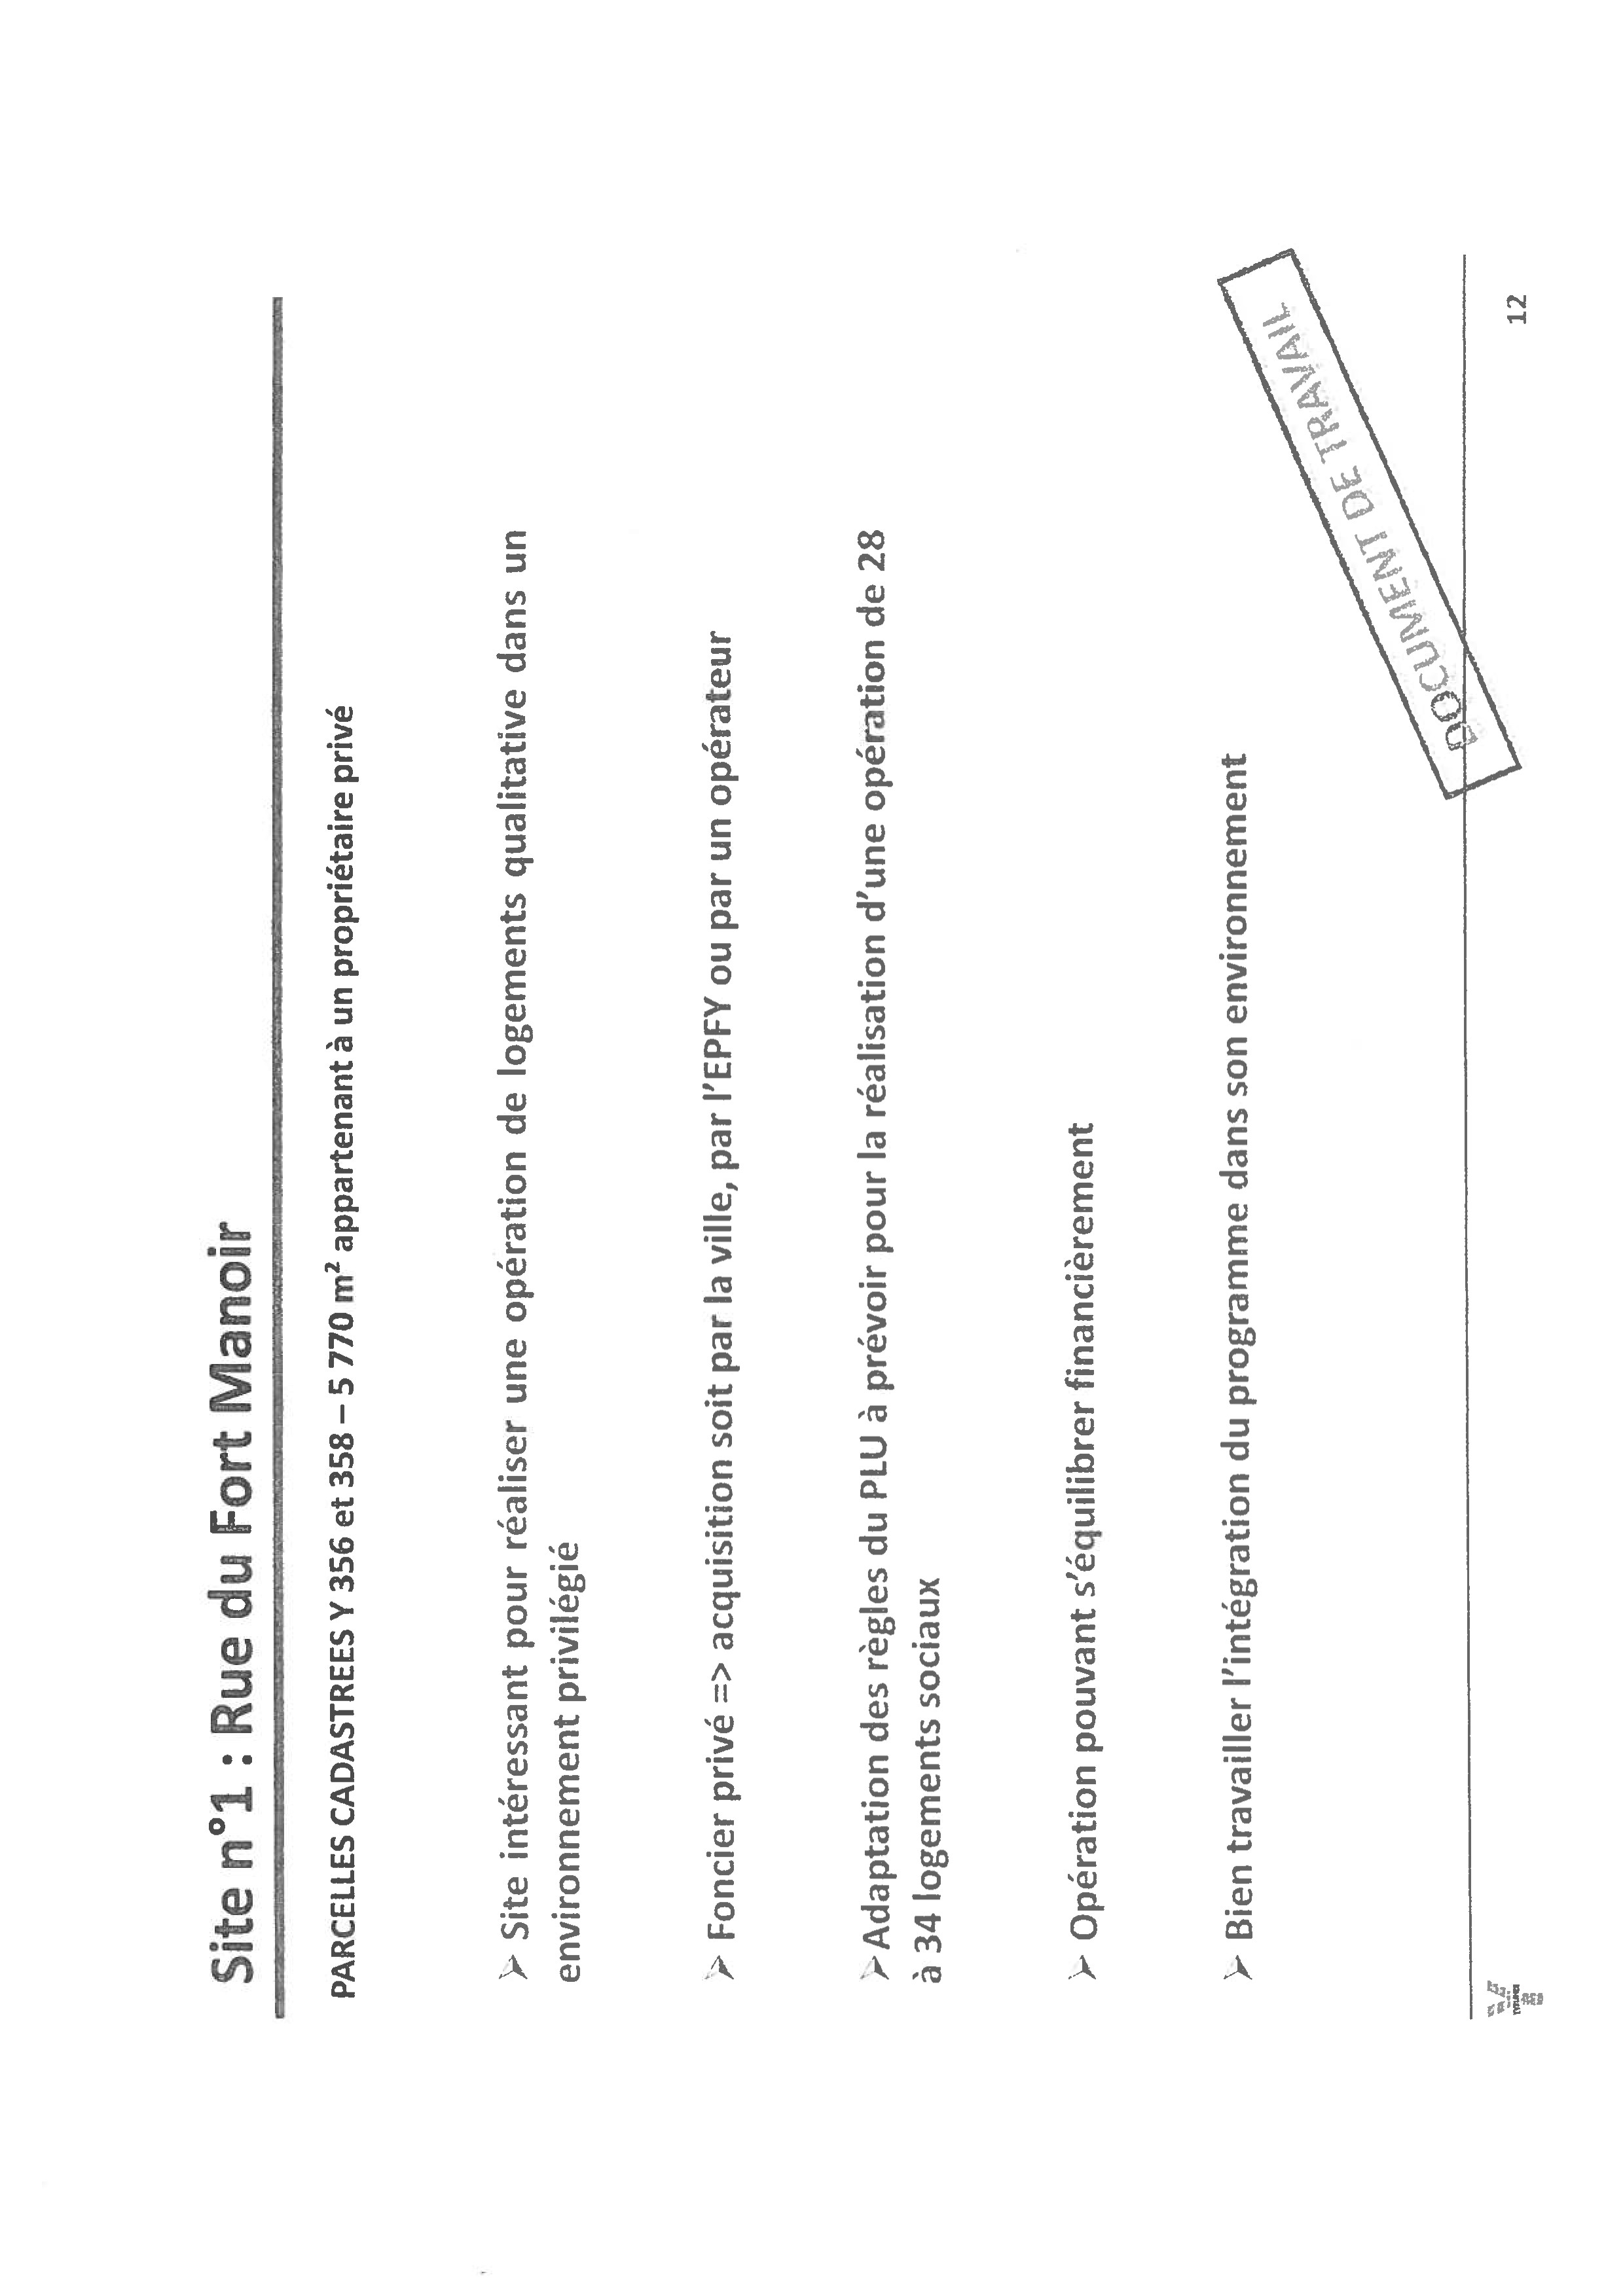 Site n°1 : Rue du Fort Manoir
PARCELLES CADASTREES Y 356 et 358 – 5 770 m² appartenant à un propriétaire privé
➢ Site intéressant pour réaliser une opération de logements qualitative dans un
environnement privilégié
➢ Foncier privé => acquisition soit par la ville, par l'EPFY ou par un opérateur
➢Adaptation des règles du PLU à prévoir pour la réalisation d'une opération de 28
à 34 logements sociaux
➢ Opération pouvant s'équilibrer financièrement
➢ Bien travailler l'intégration du programme dans son environnement
DOCUMENT DE TRAVAIL
12